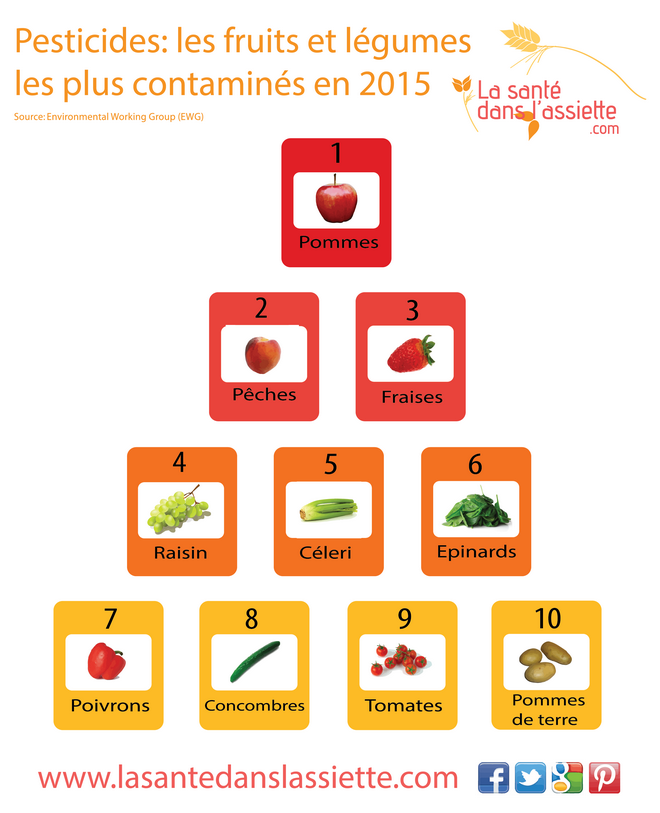 Pesticides: les fruits et légumes
les plus contaminés en 2015
Source: Environmental Working Group (EWG)
La santé
dans l'assiette
.com
1
Pommes
2
Pêches
3
Fraises
4
Raisin
5
Céleri
6
Epinards
7
Poivrons
8
Concombres
9
Tomates
10
Pommes
de terre
www.lasantedanslassiette.com